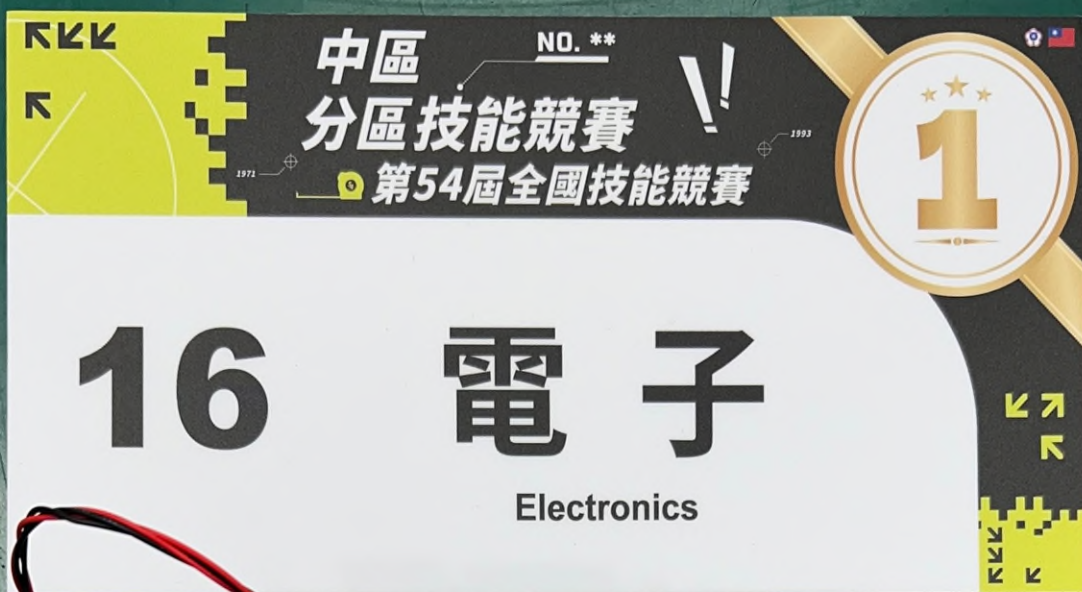 中區
NO. **
分區技能競賽
!!
1993
1971
第54屆全國技能競賽
1
16 電子
Electronics